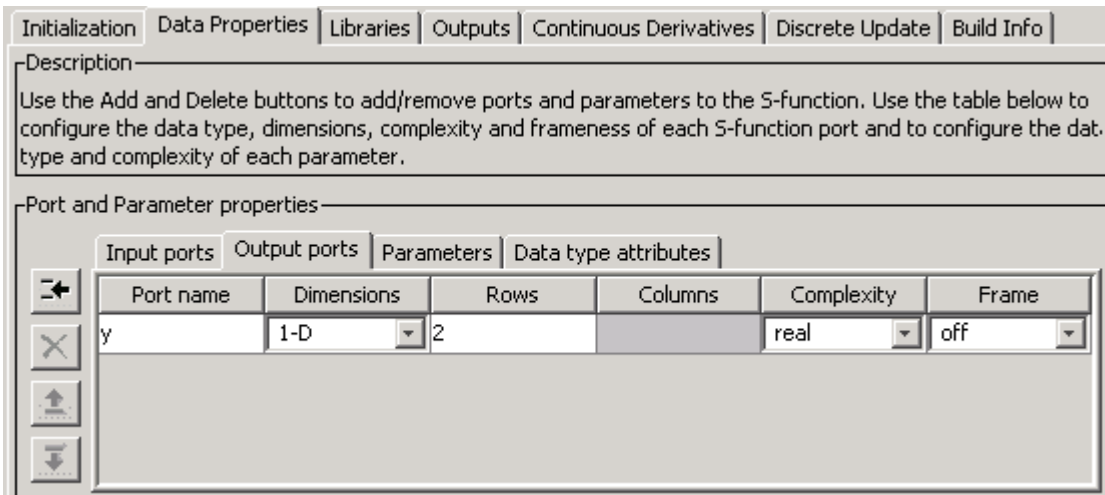 Initialization Data Properties Libraries Outputs Continuous Derivatives Discrete Update Build Info
Description
Use the Add and Delete buttons to add/remove ports and parameters to the S-function. Use the table below to
configure the data type, dimensions, complexity and frameness of each S-function port and to configure the dat
type and complexity of each parameter.
Port and Parameter properties
Input ports Output ports Parameters Data type attributes
Port name Dimensions Rows Columns Complexity Frame
y 1-D 2 real off